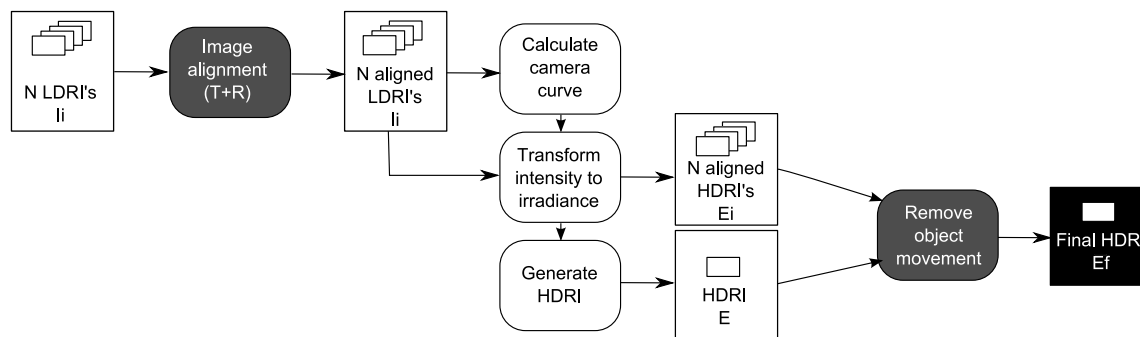 N LDRI's
Ii
Image
alignment
(T+R)
N aligned
LDRI's
Ii
Calculate
camera
curve
Transform
intensity to
irradiance
Generate
HDRI
N aligned
HDRI's
Ei
HDRI
E
Remove
object
movement
Final HDR
Ef